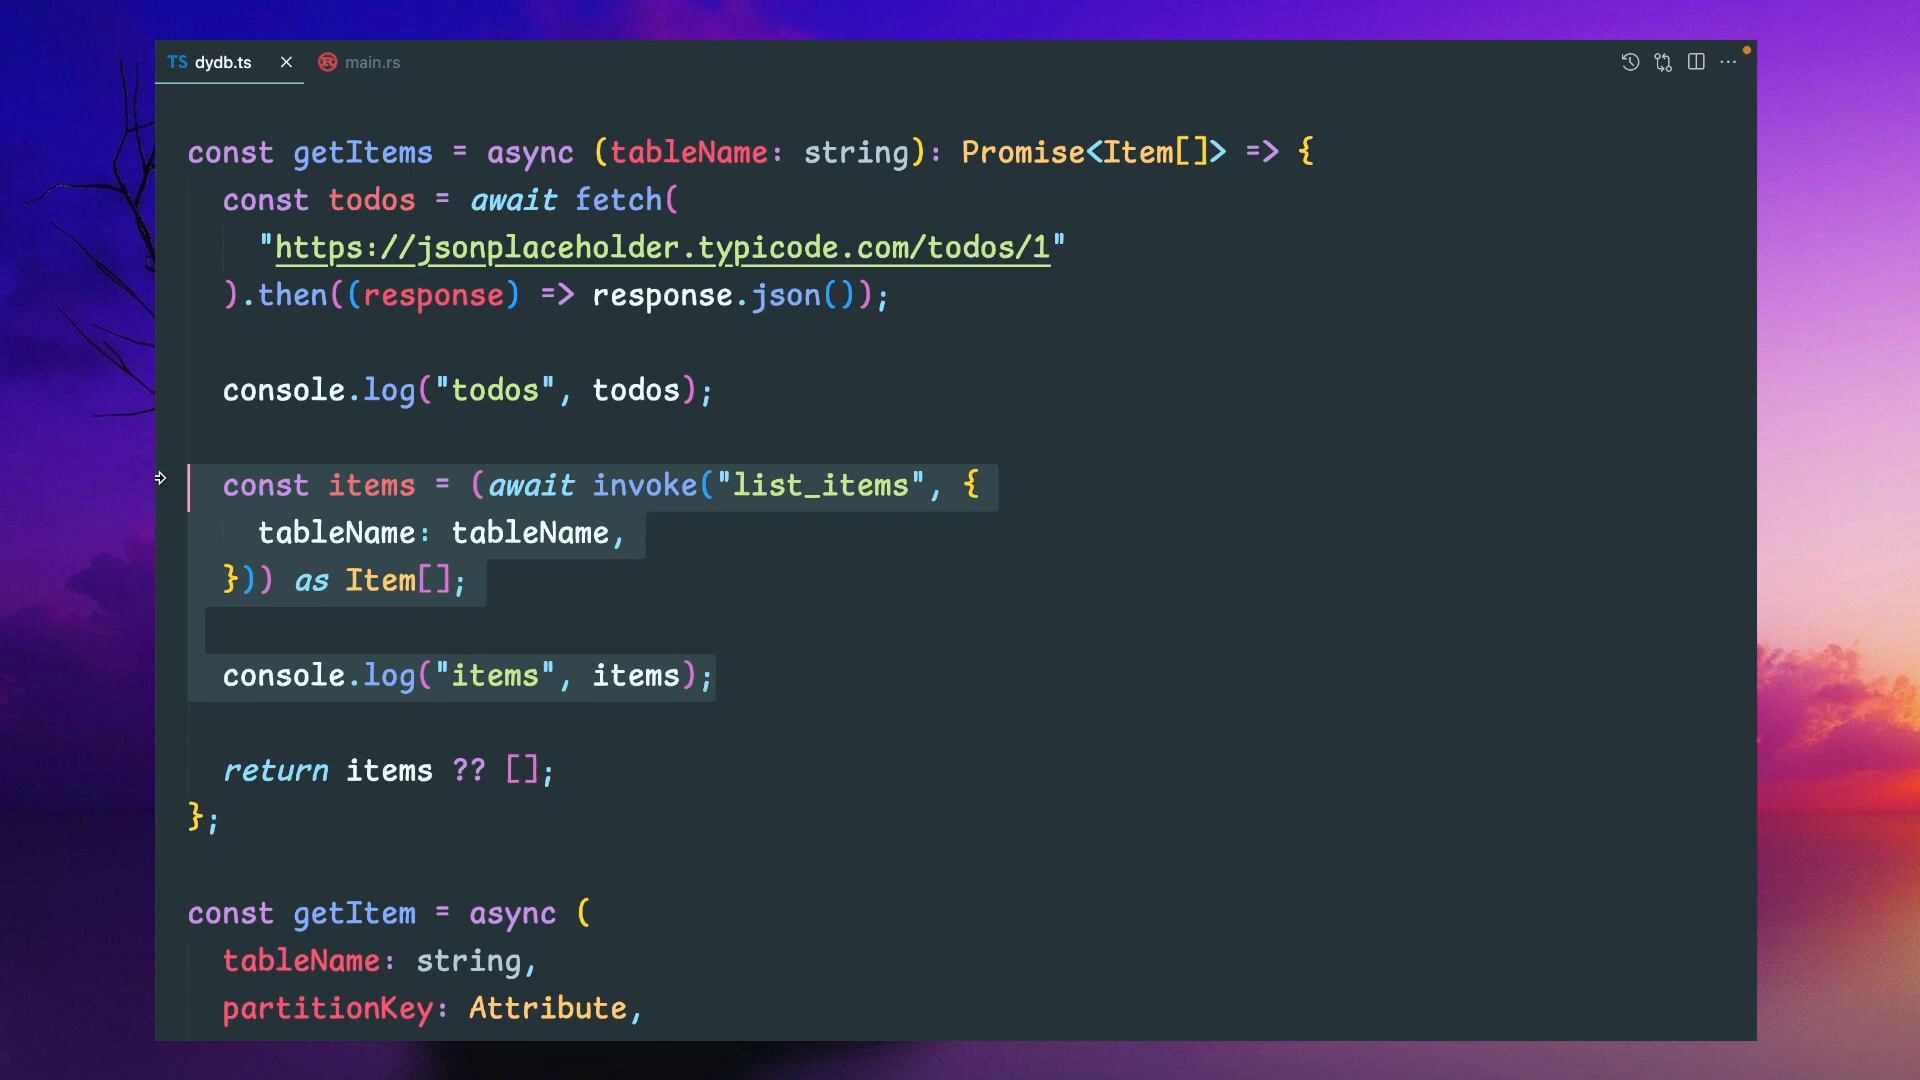 TS dydb.ts main.rs
const getItems = async (tableName: string): Promise<Item[]> => {
const todos = await fetch(
"https://jsonplaceholder.typicode.com/todos/1"
).then((response) => response.json());
console.log("todos", todos);
const items = (await invoke("list_items", {
tableName: tableName,
})) as Item[];
console.log("items", items);
return items ?? [];
};
const getItem = async (
tableName: string,
partitionKey: Attribute,